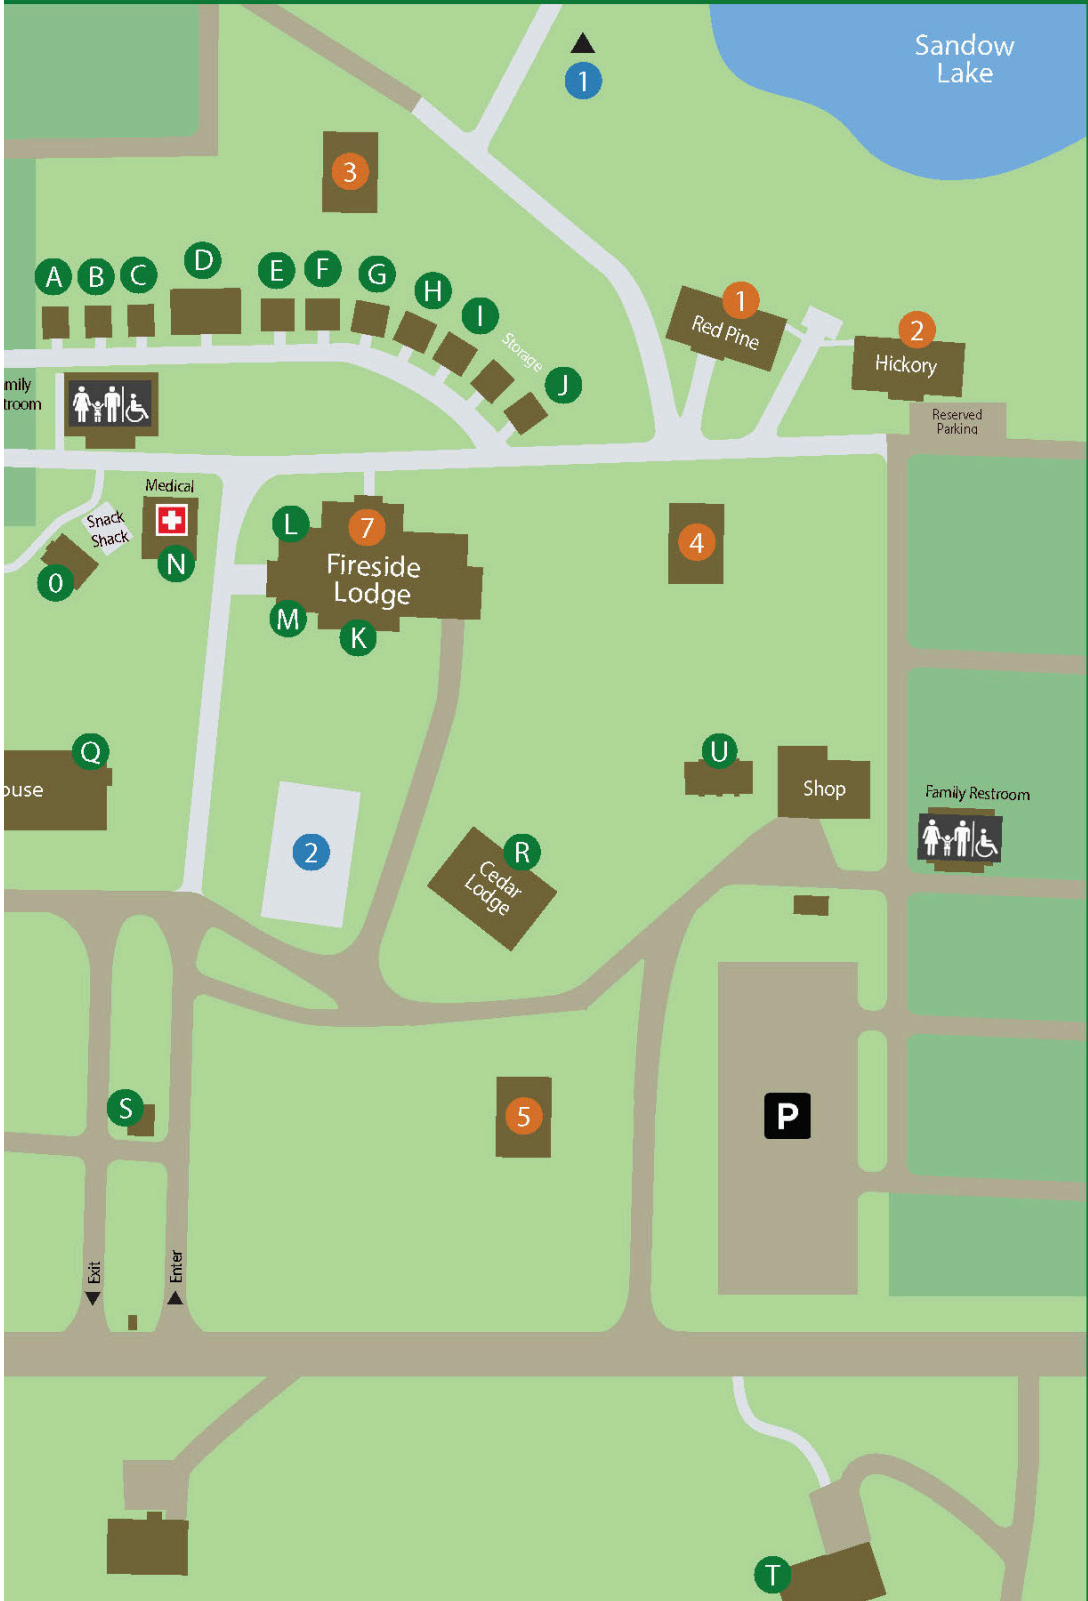 Sandow
Lake
1
3
A
B
C
D
E
F
G
H
I
Storage
J
1
Red Pine
2
Hickory
Reserved
Parking
mily
troom
Medical
Snack
Shack
N
0
L
7
Fireside
Lodge
M
K
4
Q
ouse
U
Shop
Family Restroom
2
R
Cedar
Lodge
S
5
P
Exit
Enter
T